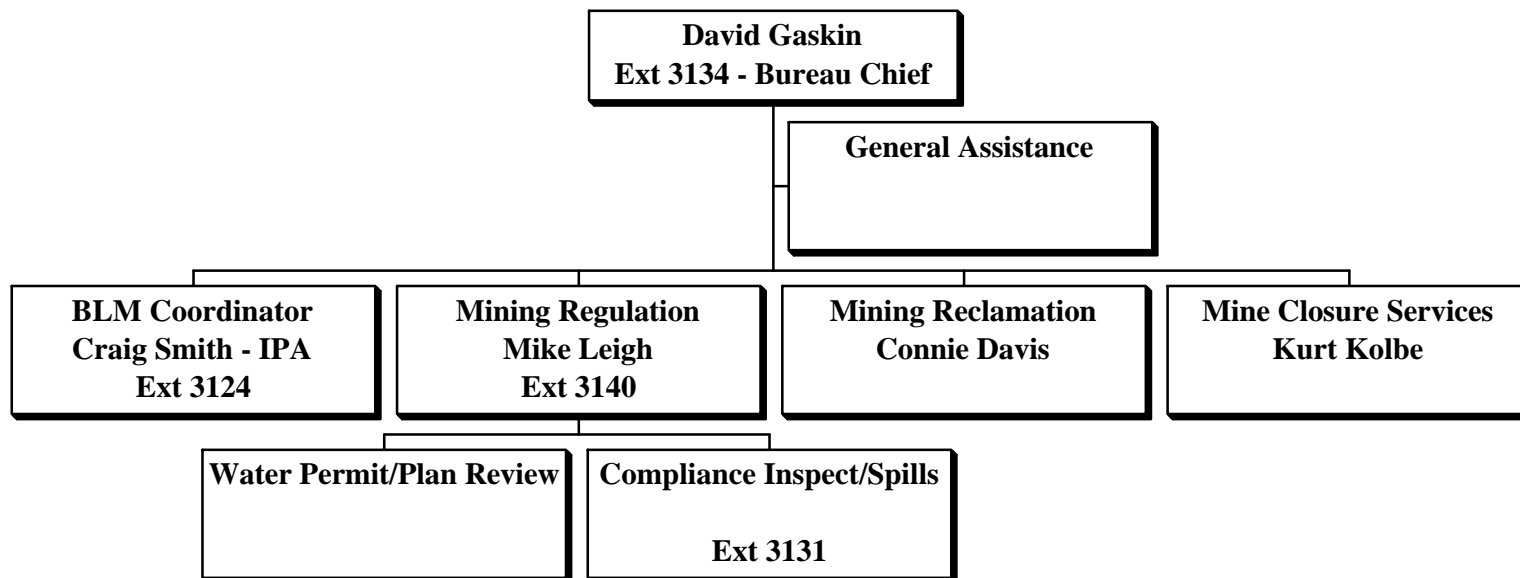 David Gaskin
Ext 3134 - Bureau Chief
General Assistance
BLM Coordinator
Craig Smith - IPA
Ext 3124
Mining Regulation
Mike Leigh
Ext 3140
Mining Reclamation
Connie Davis
Mine Closure Services
Kurt Kolbe
Water Permit/Plan Review
Compliance Inspect/Spills
Ext 3131